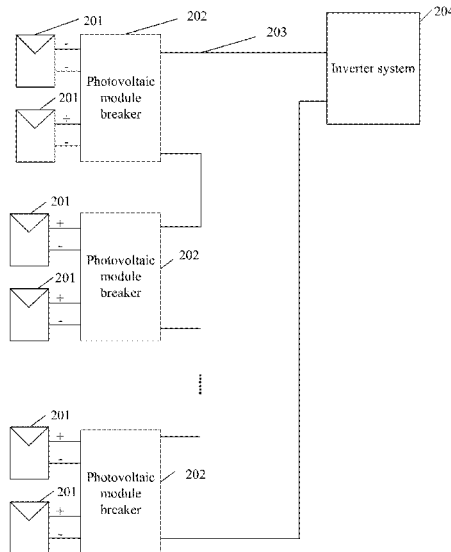 201
202
203
204
-
-
Photovoltaic
module
breaker
Inverter system
201
+
-
201
+
-
Photovoltaic
module
breaker
202
201
+
-
201
+
-
Photovoltaic
module
breaker
202
201
+
-